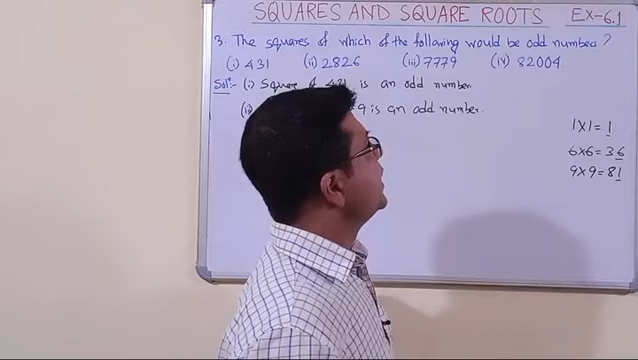 SQUARES AND SQUARE ROOTS EX-6.1
3. The squares of which of the following would be odd numbers?
(i) 431 (ii) 2826 (iii) 7779 (iv) 82004
Sol:- (i) Square of 431 is an odd number.
9 is an odd number.
1×1=1
6×6=36
9×9=81